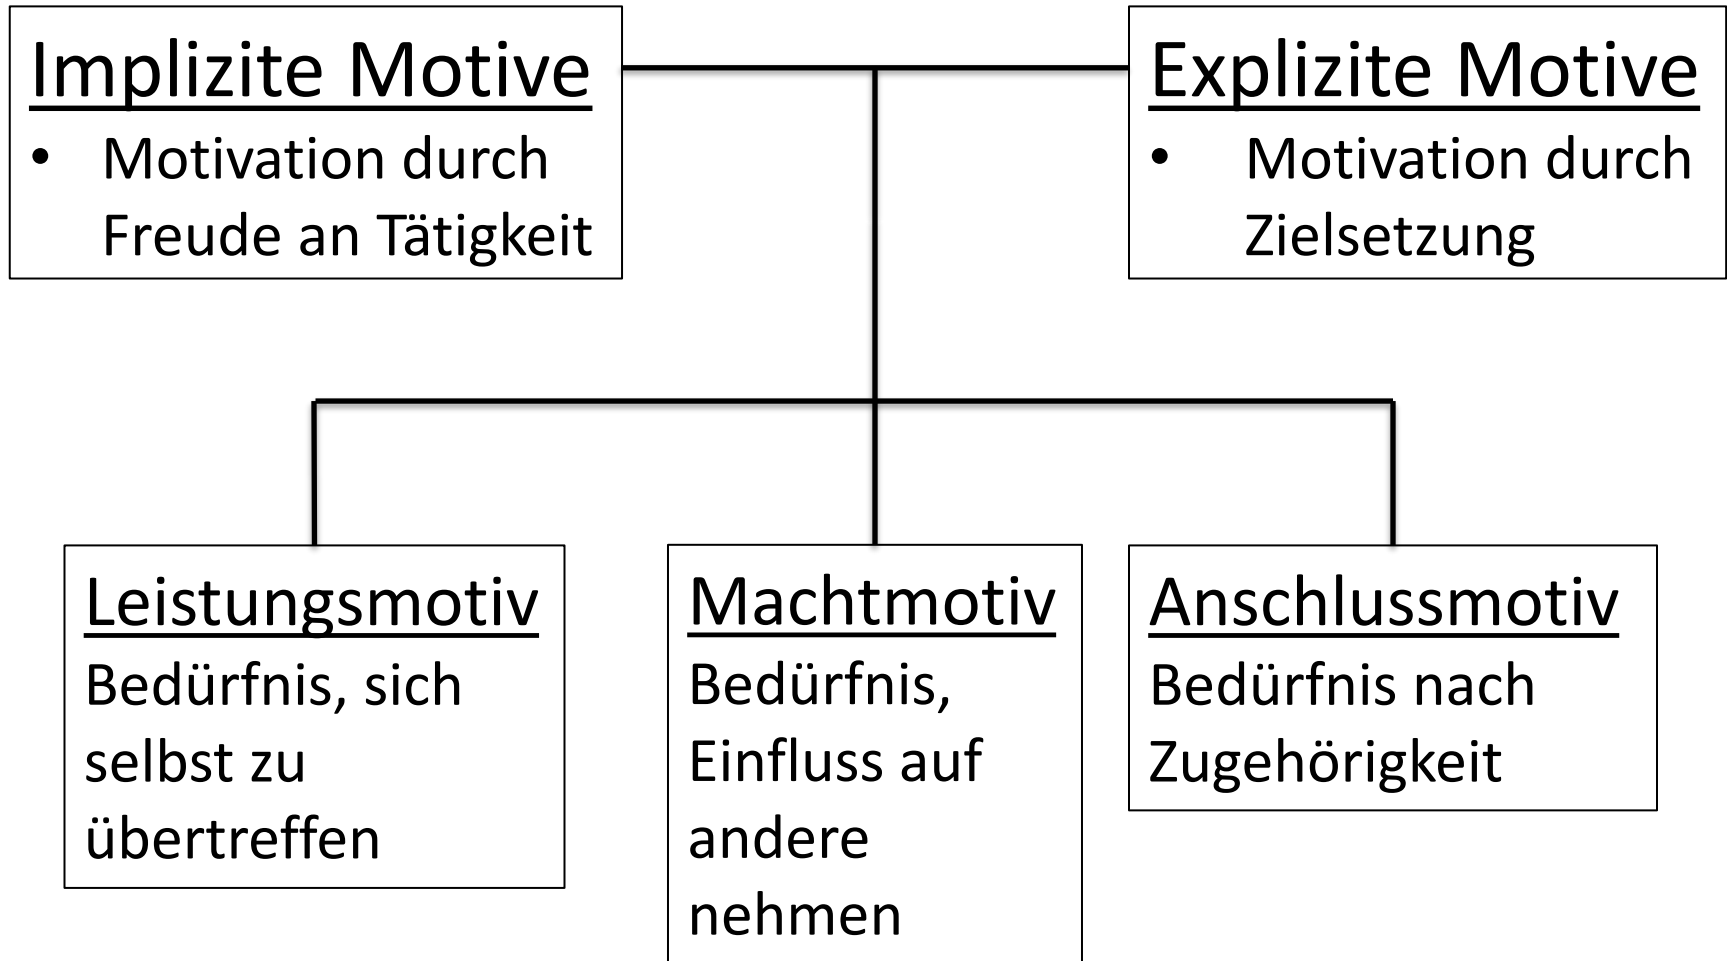 Implizite Motive
• Motivation durch
Freude an Tätigkeit
Explizite Motive
• Motivation durch
Zielsetzung
Leistungsmotiv
Bedürfnis, sich
selbst zu
übertreffen
Machtmotiv
Bedürfnis,
Einfluss auf
andere
nehmen
Anschlussmotiv
Bedürfnis nach
Zugehörigkeit